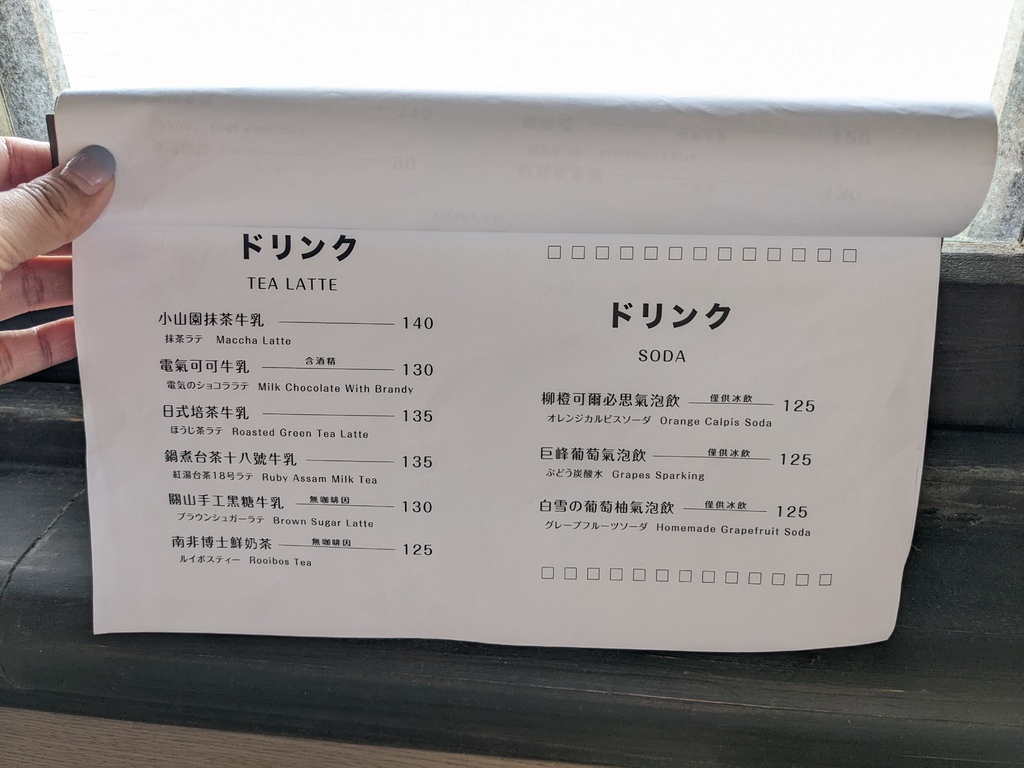 ドリンク
TEA LATTE
小山園抹茶牛乳 140
抹茶ラテ Maccha Latte
電氣可可牛乳 含酒精 130
電気のショコララテ Milk Chocolate With Brandy
日式培茶牛乳 135
ほうじ茶ラテ Roasted Green Tea Latte
鍋煮台茶十八號牛乳 135
紅湯台茶18号ラテ Ruby Assam Milk Tea
關山手工黑糖牛乳 無咖啡因 130
ブラウンシュガーラテ Brown Sugar Latte
南非博士鮮奶茶 無咖啡因 125
ルイボスティー Rooibos Tea
ドリンク
SODA
柳橙可爾必思氣泡飲 僅供冰飲 125
オレンジカルピスソーダ Orange Calpis Soda
巨峰葡萄氣泡飲 僅供冰飲 125
ぶどう炭酸水 Grapes Sparking
白雪の葡萄柚氣泡飲 僅供冰飲 125
グレープフルーツソーダ Homemade Grapefruit Soda